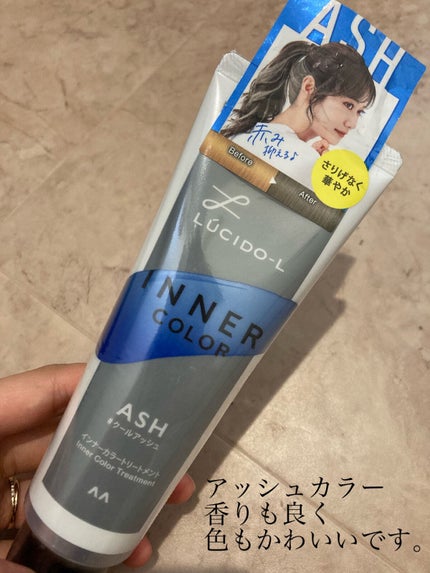 ASH
赤み
抑えるよ
Before
After
さりげなく
華やか
LÚCIDO-L
INNER
COLOR
ASH
#クールアッシュ
インナーカラートリートメント
Inner Color Treatment
アッシュカラー
香りも良く
色もかわいいです。